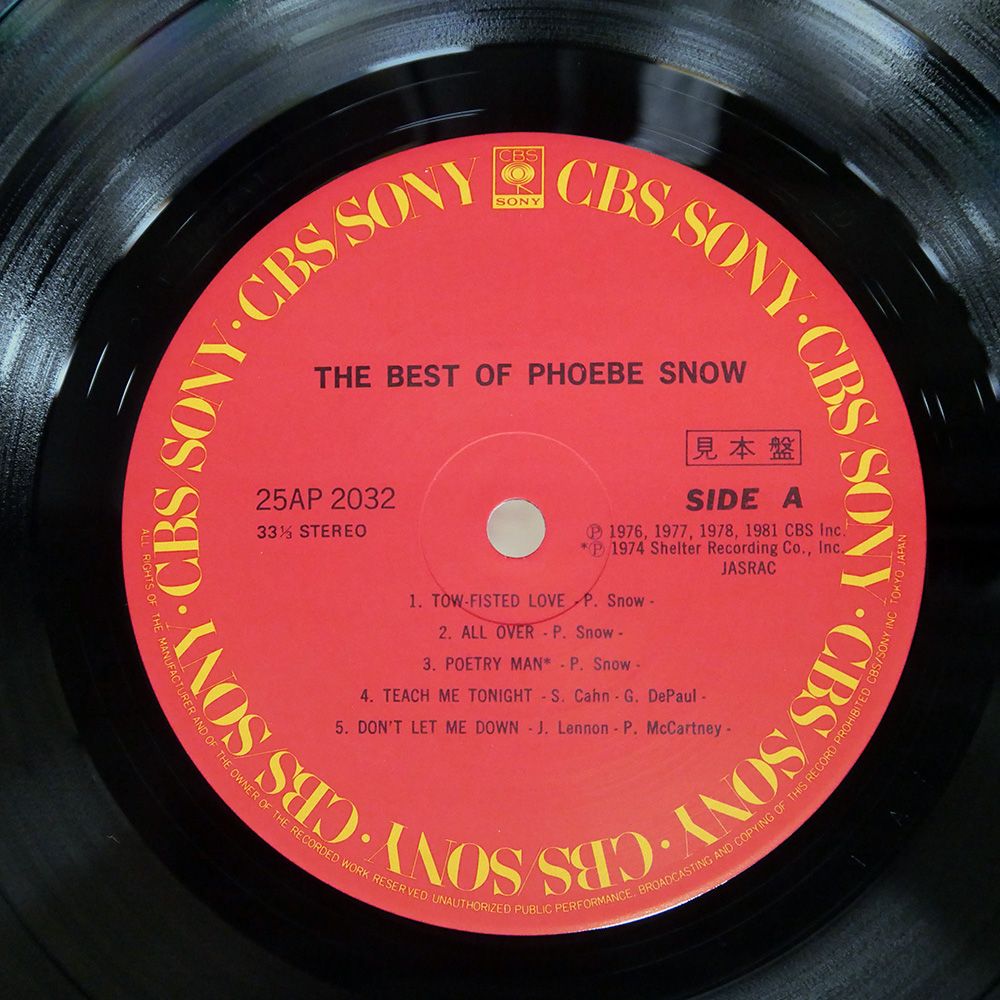 CBS
SONY
CBS/SONY · CBS/SONY · CBS/SONY · CBS/SONY · CBS/SONY · CBS/SONY · CBS/SONY · CBS/SONY
THE BEST OF PHOEBE SNOW
見本盤
25AP 2032
SIDE A
33⅓ STEREO
Ⓟ 1976, 1977, 1978, 1981 CBS Inc.
*Ⓟ 1974 Shelter Recording Co., Inc.
JASRAC
1. TOW-FISTED LOVE - P. Snow -
2. ALL OVER - P. Snow -
3. POETRY MAN* - P. Snow -
4. TEACH ME TONIGHT - S. Cahn - G. DePaul -
5. DON'T LET ME DOWN - J. Lennon - P. McCartney -
ALL RIGHTS OF THE MANUFACTURER AND OF THE OWNER OF THE RECORDED WORK RESERVED UNAUTHORIZED PUBLIC PERFORMANCE, BROADCASTING AND COPYING OF THIS RECORD PROHIBITED CBS/SONY INC TOKYO JAPAN